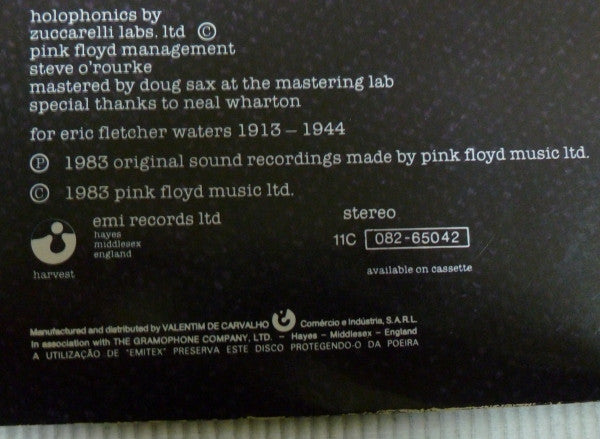 holophonics by
zuccarelli labs. ltd ©
pink floyd management
steve o'rourke
mastered by doug sax at the mastering lab
special thanks to neal wharton
for eric fletcher waters 1913 – 1944
℗ 1983 original sound recordings made by pink floyd music ltd.
© 1983 pink floyd music ltd.
emi records ltd
hayes
middlesex
england
harvest
stereo
11C 082-65042
available on cassette
Manufactured and distributed by VALENTIM DE CARVALHO Comércio e Indústria, S.A.R.L.
In association with THE GRAMOPHONE COMPANY, LTD. – Hayes – Middlesex – England
A UTILIZAÇÃO DE "EMITEX" PRESERVA ESTE DISCO PROTEGENDO-O DA POEIRA